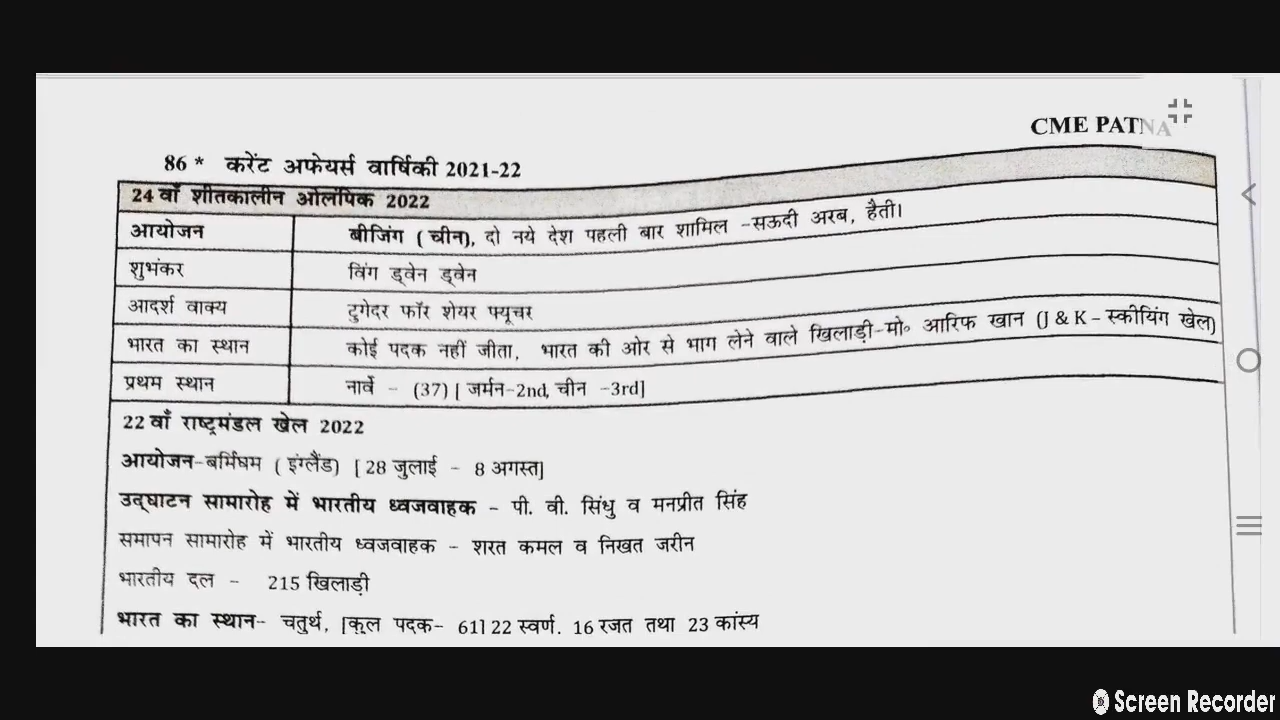 CME PATNA
86 * करेंट अफेयर्स वार्षिकी 2021-22
24 वाँ शीतकालीन ओलंपिक 2022
आयोजन बीजिंग ( चीन), दो नये देश पहली बार शामिल -सऊदी अरब, हैती।
शुभंकर विंग ड्वेन ड्वेन
आदर्श वाक्य टुगेदर फॉर शेयर फ्यूचर
भारत का स्थान कोई पदक नहीं जीता, भारत की ओर से भाग लेने वाले खिलाड़ी-मो॰ आरिफ खान (J & K - स्कीयिंग खेल)
प्रथम स्थान नार्वे - (37) [ जर्मन-2nd, चीन -3rd]
22 वाँ राष्ट्रमंडल खेल 2022
आयोजन-बर्मिंघम ( इंग्लैंड) [ 28 जुलाई - 8 अगस्त]
उद्घाटन सामारोह में भारतीय ध्वजवाहक - पी. वी. सिंधु व मनप्रीत सिंह
समापन सामारोह में भारतीय ध्वजवाहक - शरत कमल व निखत जरीन
भारतीय दल - 215 खिलाड़ी
भारत का स्थान- चतुर्थ, [कुल पदक- 61] 22 स्वर्ण. 16 रजत तथा 23 कांस्य
Screen Recorder